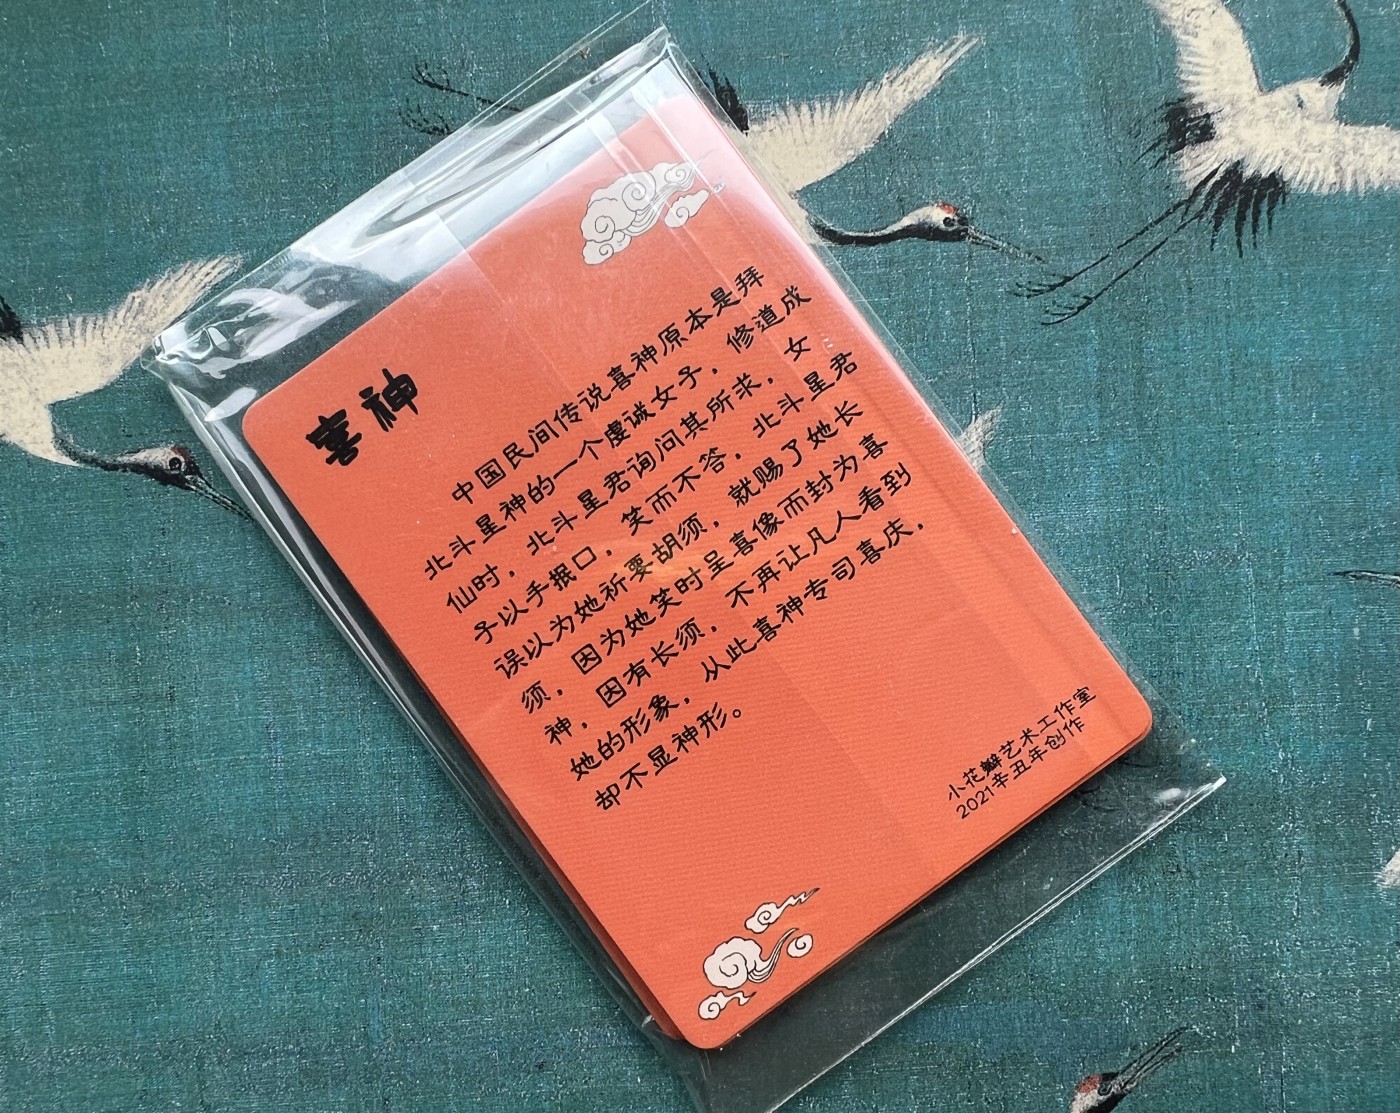 喜神
中国民间传说喜神原本是拜
北斗星神的一个虔诚女子，修道成
仙时，北斗星君询问其所求，女
子以手抿口，笑而不答，北斗星君
误以为她祈要胡须，就赐了她长
须，因为她笑时呈喜像而封为喜
神，因有长须，不再让凡人看到
她的形象，从此喜神专司喜庆，
却不显神形。
小花瓣艺术工作室
2021辛丑年创作